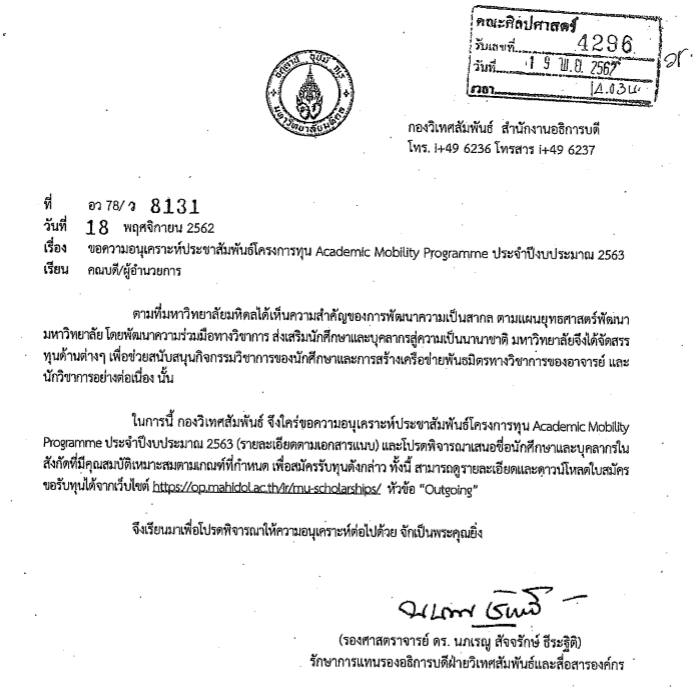 คณะศิลปศาสตร์
รับเลขที่ 4296
วันที่ 19 พ.ย. 2562
เวลา
มหาวิทยาลัยมหิดล
กองวิเทศสัมพันธ์ สำนักงานอธิการบดี
โทร. i+49 6236 โทรสาร i+49 6237
ที่ อว 78/ว 8131
วันที่ 18 พฤศจิกายน 2562
เรื่อง ขอความอนุเคราะห์ประชาสัมพันธ์โครงการทุน Academic Mobility Programme ประจำปีงบประมาณ 2563
เรียน คณบดี/ผู้อำนวยการ
ตามที่มหาวิทยาลัยมหิดลได้เห็นความสำคัญของการพัฒนาความเป็นสากล ตามแผนยุทธศาสตร์พัฒนา
มหาวิทยาลัย โดยพัฒนาความร่วมมือทางวิชาการ ส่งเสริมนักศึกษาและบุคลากรสู่ความเป็นนานาชาติ มหาวิทยาลัยจึงได้จัดสรร
ทุนด้านต่างๆ เพื่อช่วยสนับสนุนกิจกรรมวิชาการของนักศึกษาและการสร้างเครือข่ายพันธมิตรทางวิชาการของอาจารย์ และ
นักวิชาการอย่างต่อเนื่อง นั้น
ในการนี้ กองวิเทศสัมพันธ์ จึงใคร่ขอความอนุเคราะห์ประชาสัมพันธ์โครงการทุน Academic Mobility
Programme ประจำปีงบประมาณ 2563 (รายละเอียดตามเอกสารแนบ) และโปรดพิจารณาเสนอชื่อนักศึกษาและบุคลากรใน
สังกัดที่มีคุณสมบัติเหมาะสมตามเกณฑ์ที่กำหนด เพื่อสมัครรับทุนดังกล่าว ทั้งนี้ สามารถดูรายละเอียดและดาวน์โหลดใบสมัคร
ขอรับทุนได้จากเว็บไซต์ https://op.mahidol.ac.th/ir/mu-scholarships/ หัวข้อ "Outgoing"
จึงเรียนมาเพื่อโปรดพิจารณาให้ความอนุเคราะห์ต่อไปด้วย จักเป็นพระคุณยิ่ง
(รองศาสตราจารย์ ดร. นภเรณู สัจจรักษ์ ธีระฐิติ)
รักษาการแทนรองอธิการบดีฝ่ายวิเทศสัมพันธ์และสื่อสารองค์กร